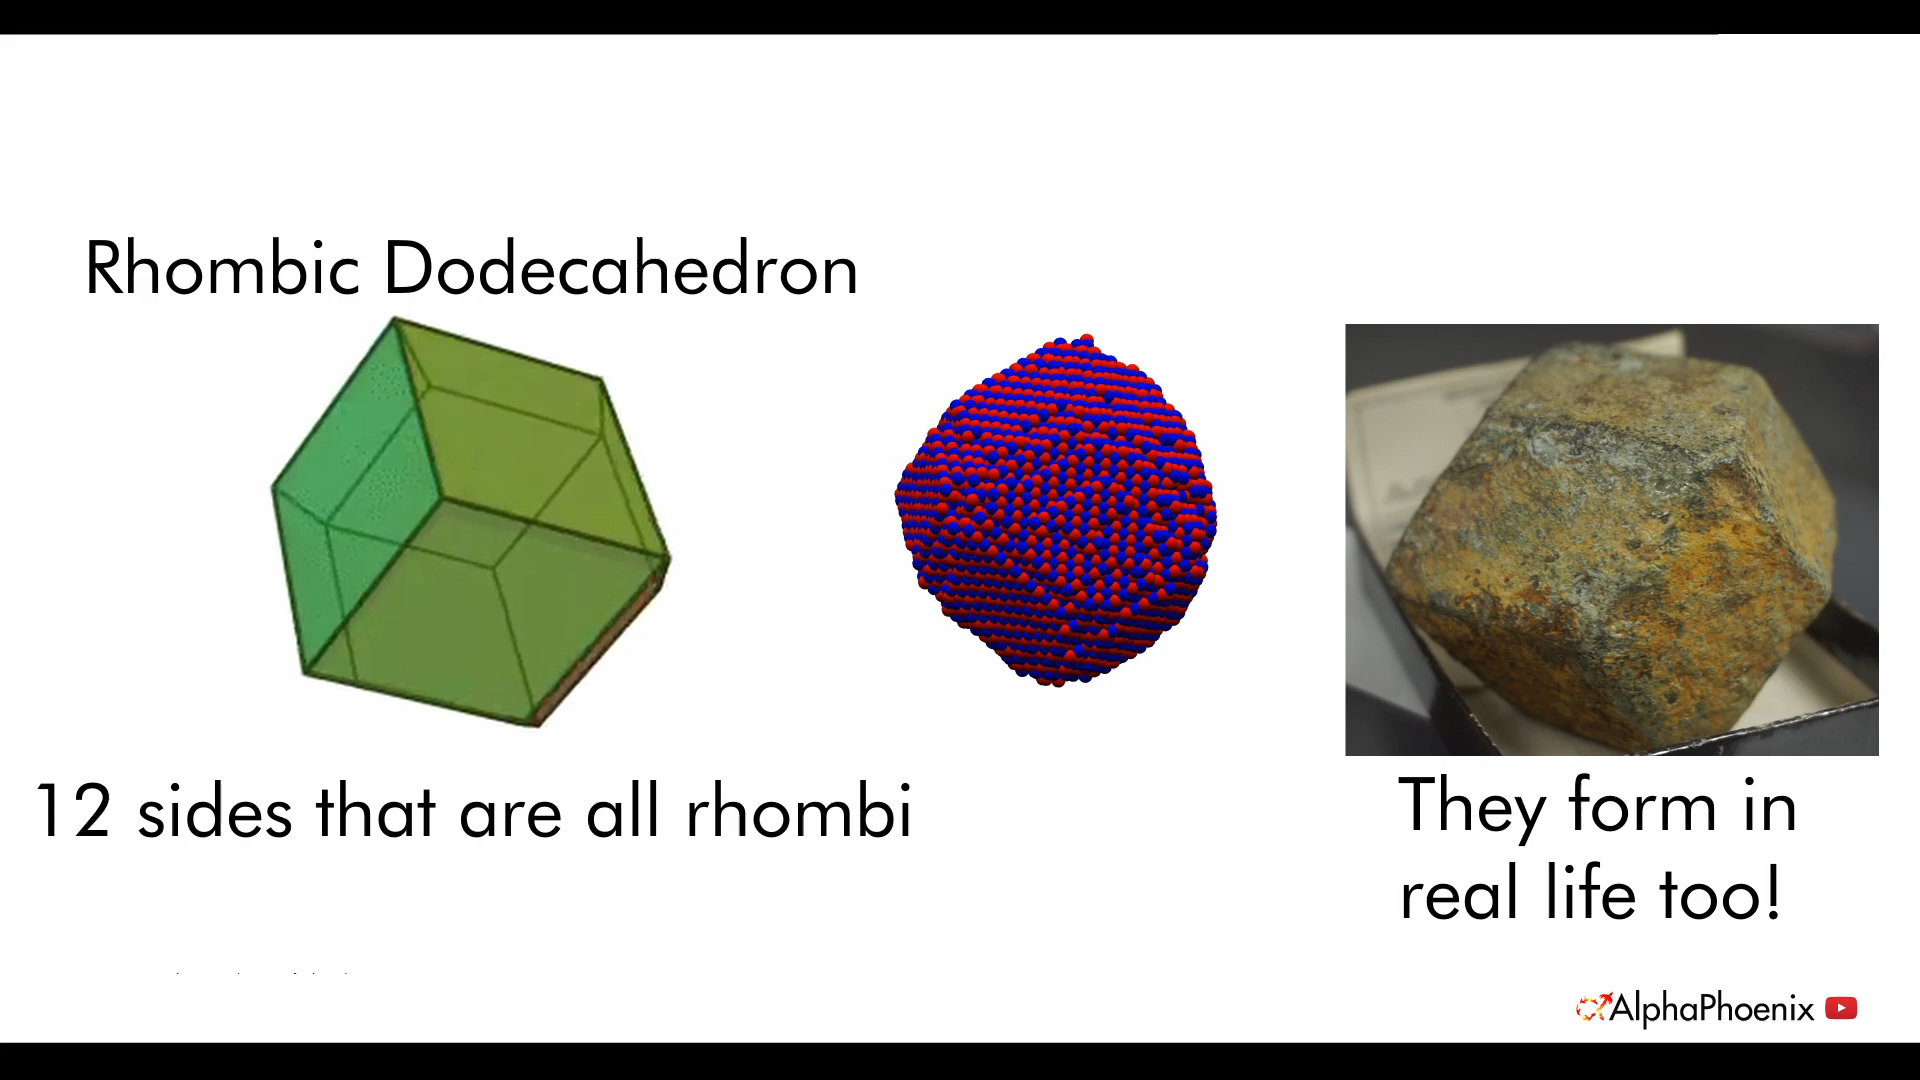 Rhombic Dodecahedron
12 sides that are all rhombi
They form in
real life too!
AlphaPhoenix